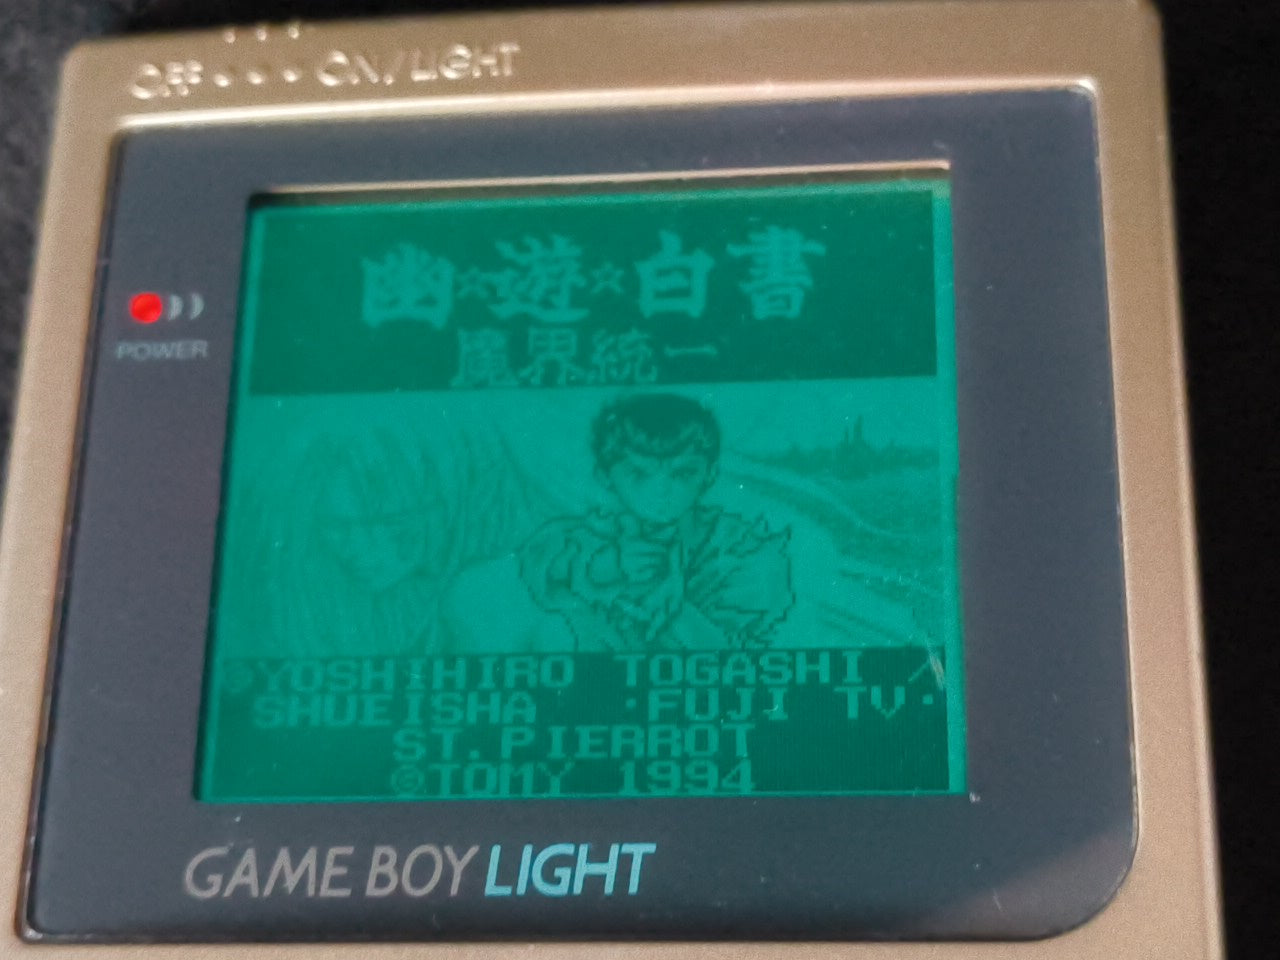 OFF ··· ON/LIGHT
POWER
幽☆遊☆白書
魔界統一
©YOSHIHIRO TOGASHI /
SHUEISHA ·FUJI TV·
ST.PIERROT
©TOMY 1994
GAME BOY LIGHT